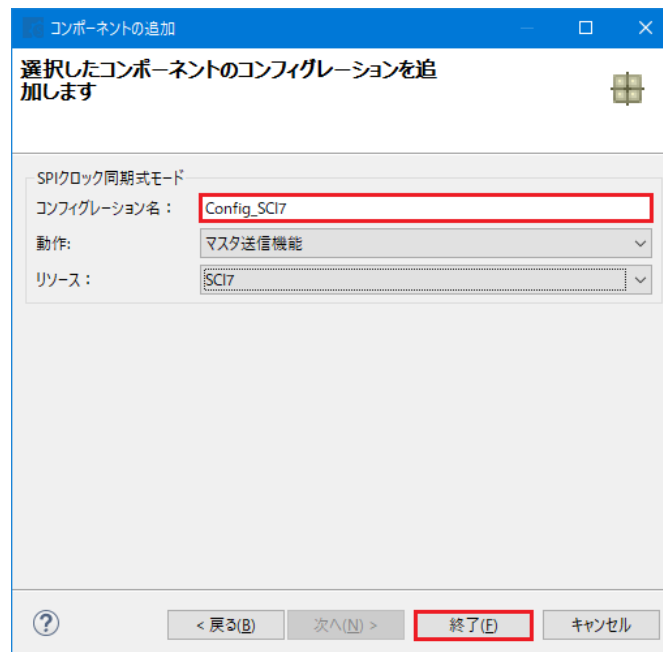 コンポーネントの追加
選択したコンポーネントのコンフィグレーションを追
加します
SPIクロック同期式モード
コンフィグレーション名：
Config_SCI7
動作:
マスタ送信機能
リソース：
SCI7
?
< 戻る(B)
次へ(N) >
終了(F)
キャンセル